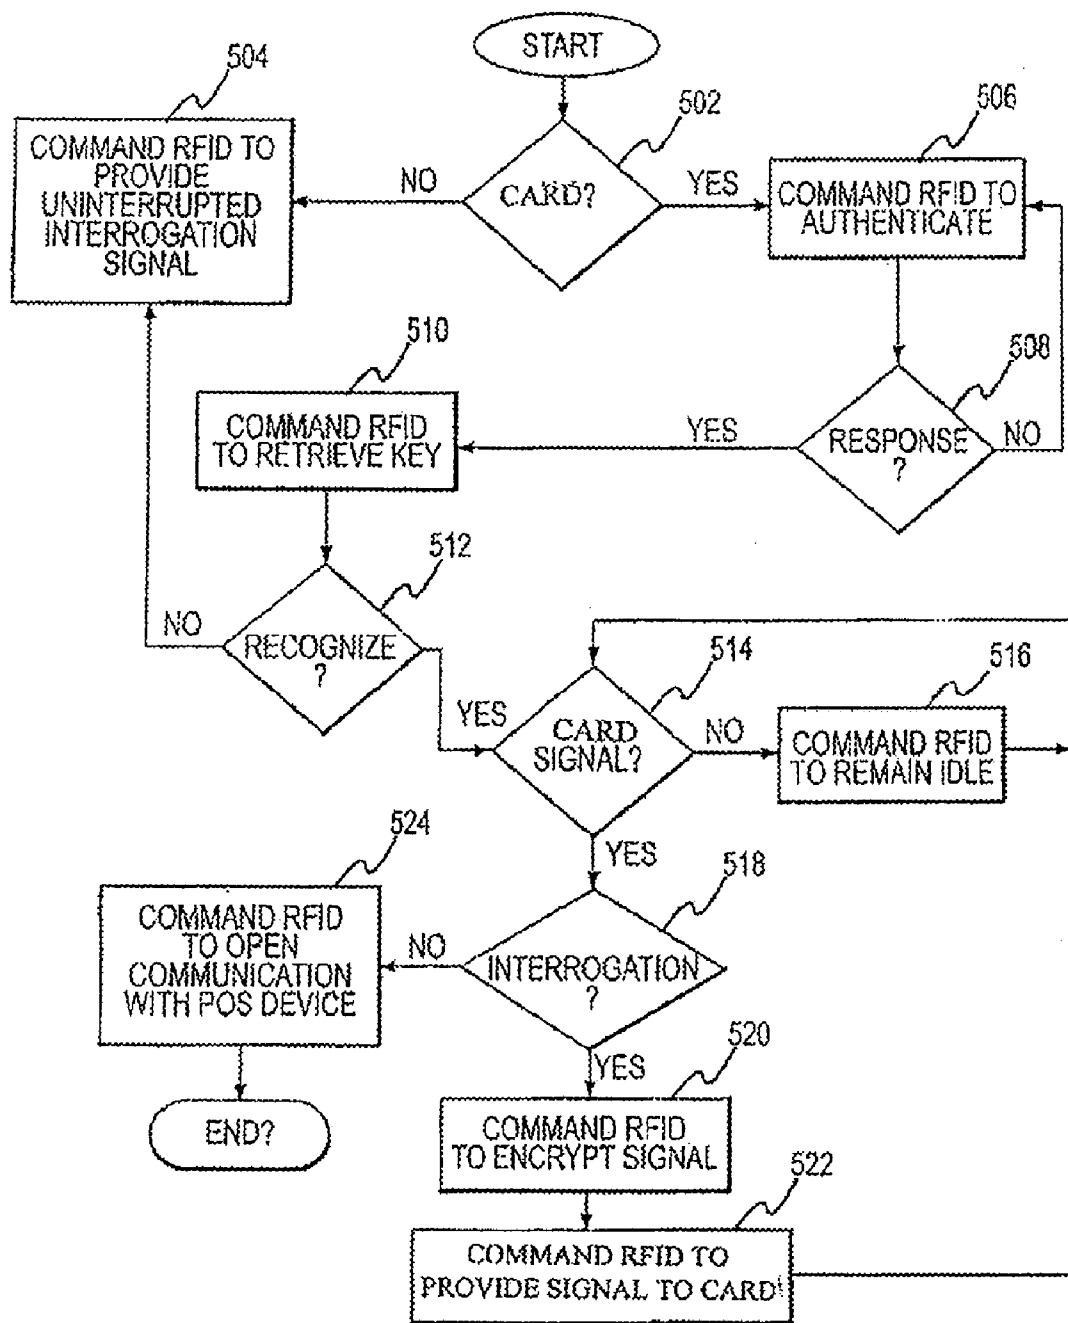 START
504
502
506
COMMAND RFID TO
PROVIDE
UNINTERRUPTED
INTERROGATION
SIGNAL
NO
CARD?
YES
COMMAND RFID TO
AUTHENTICATE
510
508
COMMAND RFID
TO RETRIEVE KEY
YES
RESPONSE
?
NO
512
NO
RECOGNIZE
?
YES
514
516
CARD
SIGNAL?
NO
COMMAND RFID
TO REMAIN IDLE
524
YES
518
COMMAND RFID
TO OPEN
COMMUNICATION
WITH POS DEVICE
NO
INTERROGATION
?
YES
520
END?
COMMAND RFID
TO ENCRYPT SIGNAL
522
COMMAND RFID TO
PROVIDE SIGNAL TO CARD